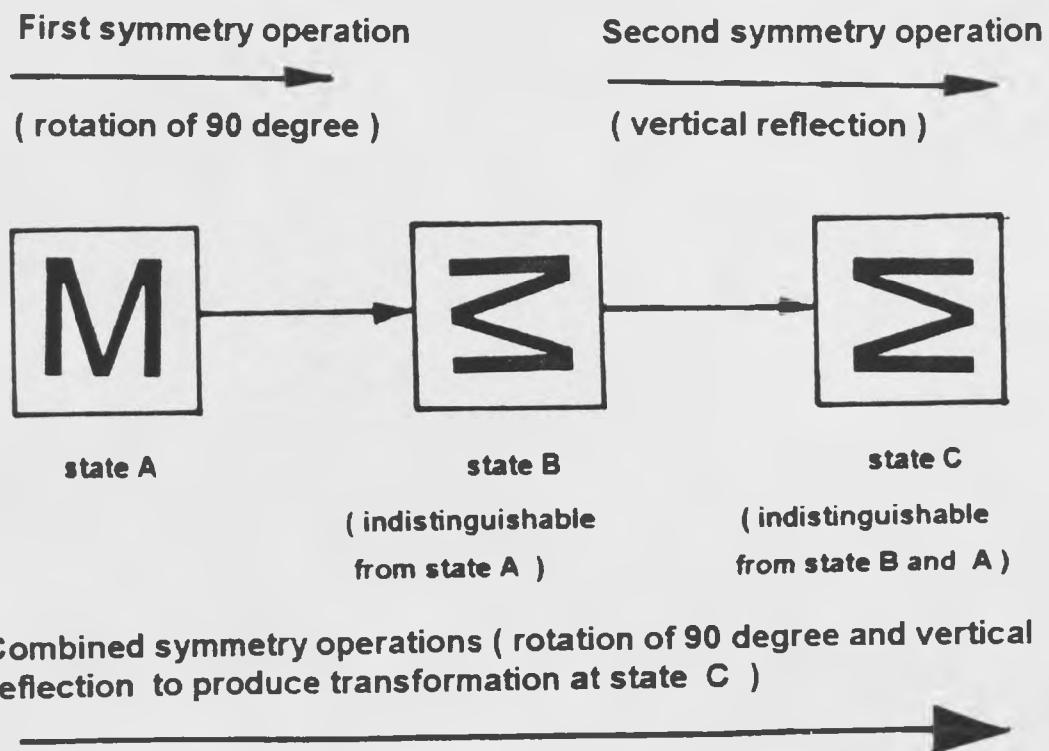 First symmetry operation
( rotation of 90 degree )
Second symmetry operation
( vertical reflection )
M
M
M
state A
state B
( indistinguishable
from state A )
state C
( indistinguishable
from state B and A )
Combined symmetry operations ( rotation of 90 degree and vertical
reflection to produce transformation at state C )